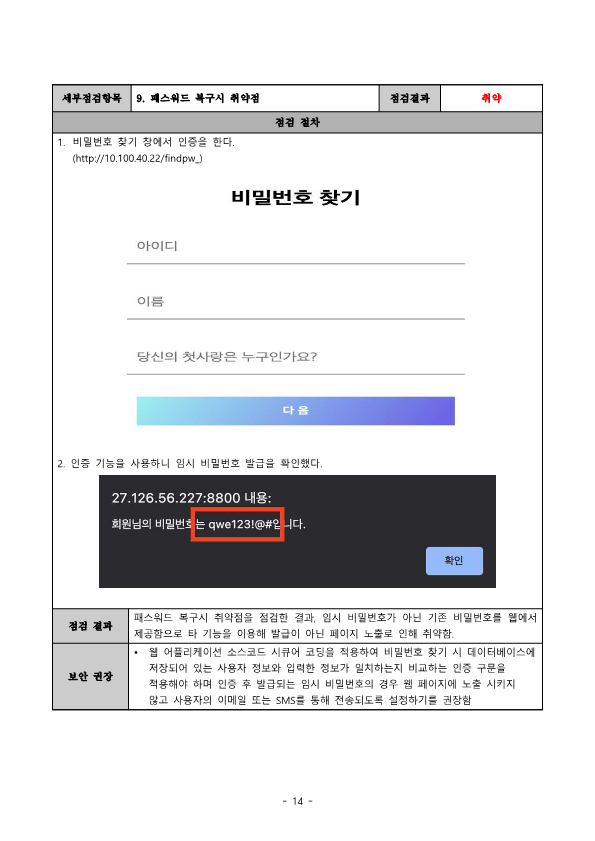 세부점검항목 9. 패스워드 복구시 취약점 점검결과 취약
점검 절차
1. 비밀번호 찾기 창에서 인증을 한다.
(http://10.100.40.22/findpw_)
비밀번호 찾기
아이디
이름
당신의 첫사랑은 누구인가요?
다음
2. 인증 기능을 사용하니 임시 비밀번호 발급을 확인했다.
27.126.56.227:8800 내용:
회원님의 비밀번호는 qwe123!@#입니다.
확인
점검 결과
패스워드 복구시 취약점을 점검한 결과, 임시 비밀번호가 아닌 기존 비밀번호를 웹에서
제공함으로 타 기능을 이용해 발급이 아닌 페이지 노출로 인해 취약함.
보안 권장
• 웹 어플리케이션 소스코드 시큐어 코딩을 적용하여 비밀번호 찾기 시 데이터베이스에
저장되어 있는 사용자 정보와 입력한 정보가 일치하는지 비교하는 인증 구문을
적용해야 하며 인증 후 발급되는 임시 비밀번호의 경우 웹 페이지에 노출 시키지
않고 사용자의 이메일 또는 SMS를 통해 전송되도록 설정하기를 권장함
- 14 -